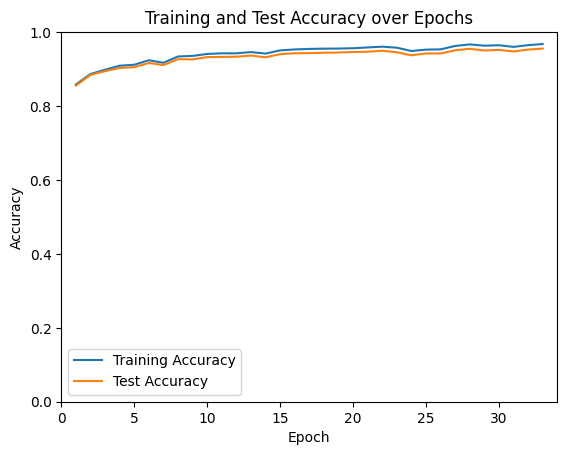 Training and Test Accuracy over Epochs
1.0
0.8
0.6
0.4
0.2
0.0
Accuracy
Training Accuracy
Test Accuracy
0 5 10 15 20 25 30
Epoch